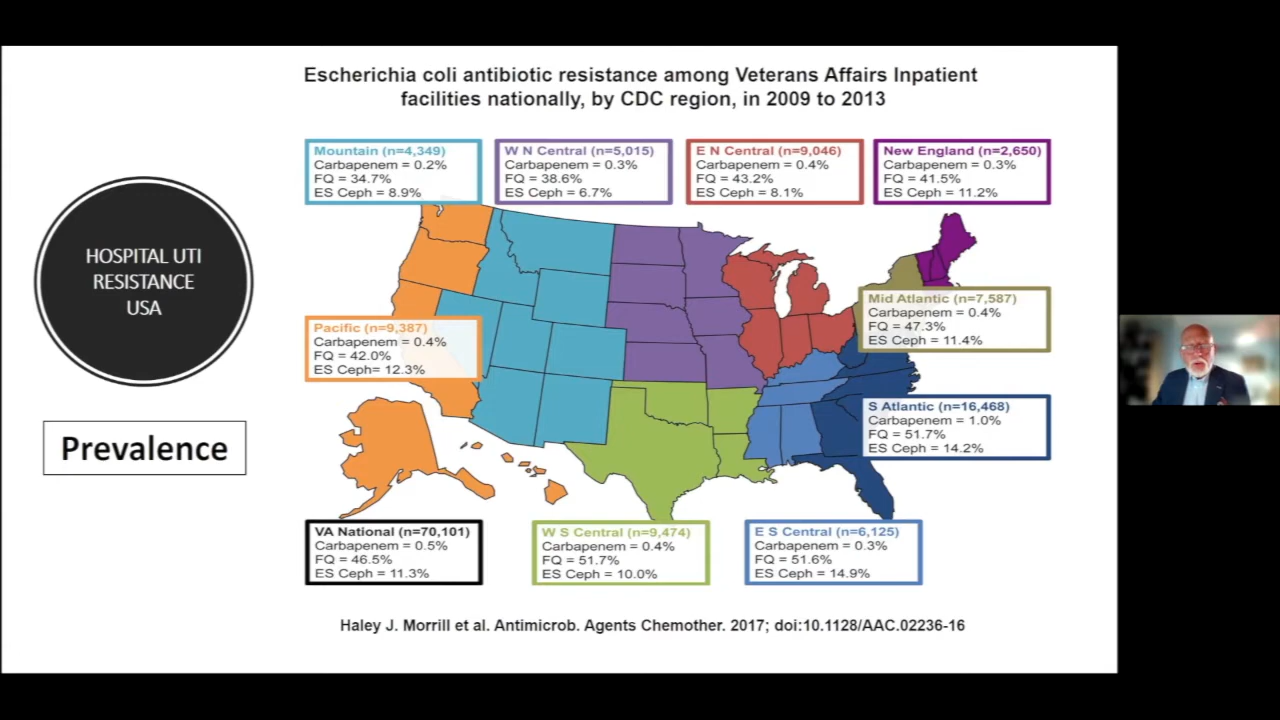 Escherichia coli antibiotic resistance among Veterans Affairs Inpatient
facilities nationally, by CDC region, in 2009 to 2013
HOSPITAL UTI
RESISTANCE
USA
Prevalence
Mountain (n=4,349)
Carbapenem = 0.2%
FQ = 34.7%
ES Ceph = 8.9%
W N Central (n=5,015)
Carbapenem = 0.3%
FQ = 38.6%
ES Ceph = 6.7%
E N Central (n=9,046)
Carbapenem = 0.4%
FQ = 43.2%
ES Ceph = 8.1%
New England (n=2,650)
Carbapenem = 0.3%
FQ = 41.5%
ES Ceph = 11.2%
Pacific (n=9,387)
Carbapenem = 0.4%
FQ = 42.0%
ES Ceph= 12.3%
Mid Atlantic (n=7,587)
Carbapenem = 0.4%
FQ = 47.3%
ES Ceph = 11.4%
S Atlantic (n=16,468)
Carbapenem = 1.0%
FQ = 51.7%
ES Ceph = 14.2%
VA National (n=70,101)
Carbapenem = 0.5%
FQ = 46.5%
ES Ceph = 11.3%
W S Central (n=9,474)
Carbapenem = 0.4%
FQ = 51.7%
ES Ceph = 10.0%
E S Central (n=6,125)
Carbapenem = 0.3%
FQ = 51.6%
ES Ceph = 14.9%
Haley J. Morrill et al. Antimicrob. Agents Chemother. 2017; doi:10.1128/AAC.02236-16